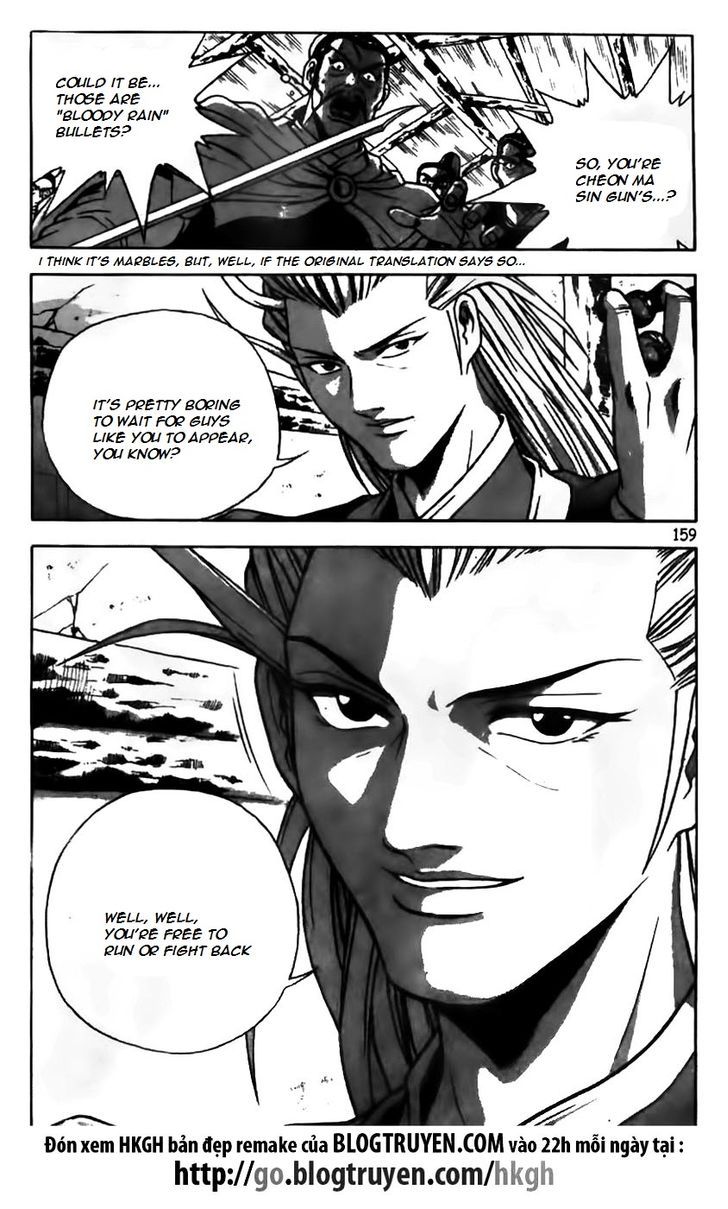 COULD IT BE...
THOSE ARE
"BLOODY RAIN"
BULLETS?
SO, YOU'RE
CHEON MA
SIN GUN'S...?
I THINK IT'S MARBLES, BUT, WELL, IF THE ORIGINAL TRANSLATION SAYS SO...
IT'S PRETTY BORING
TO WAIT FOR GUYS
LIKE YOU TO APPEAR,
YOU KNOW?
159
WELL, WELL,
YOU'RE FREE TO
RUN OR FIGHT BACK
Đón xem HKGH bản đẹp remake của BLOGTRUYEN.COM vào 22h mỗi ngày tại :
http://go.blogtruyen.com/hkgh